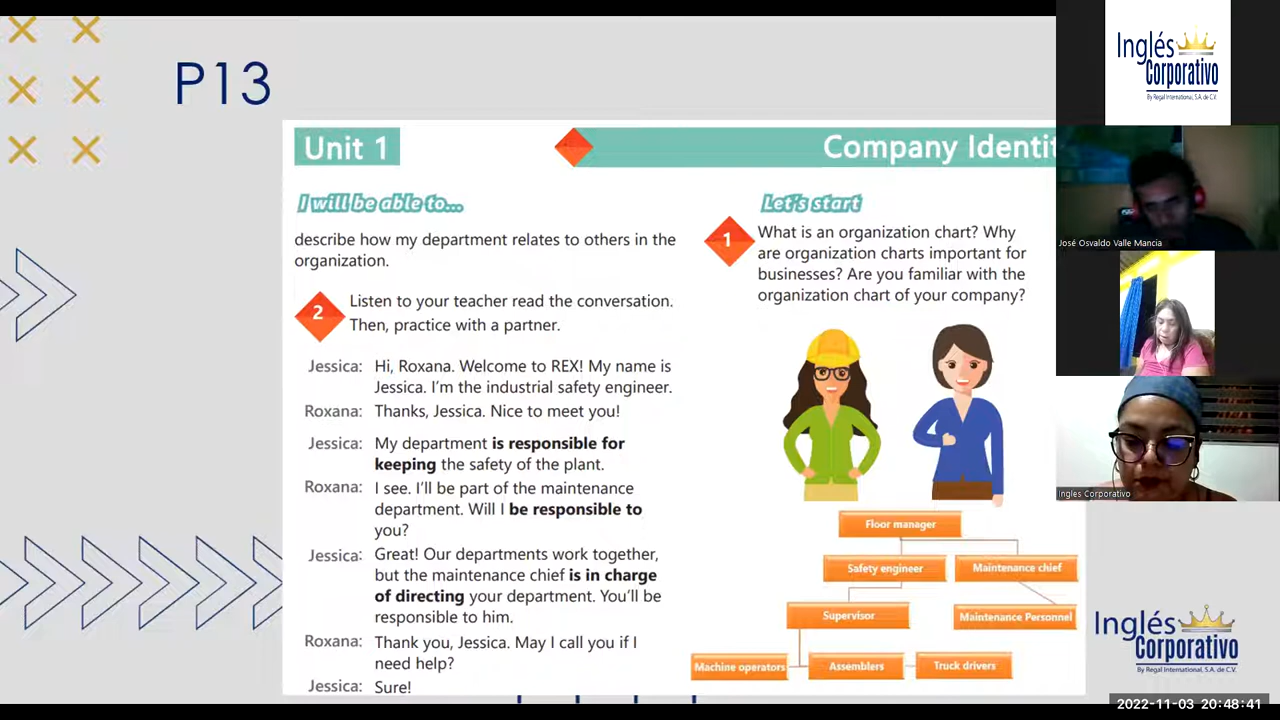 P13
Unit 1
Company Identi
I will be able to...
describe how my department relates to others in the
organization.
2
Listen to your teacher read the conversation.
Then, practice with a partner.
Jessica: Hi, Roxana. Welcome to REX! My name is
Jessica. I'm the industrial safety engineer.
Roxana: Thanks, Jessica. Nice to meet you!
Jessica: My department is responsible for
keeping the safety of the plant.
Roxana: I see. I'll be part of the maintenance
department. Will I be responsible to
you?
Jessica: Great! Our departments work together,
but the maintenance chief is in charge
of directing your department. You'll be
responsible to him.
Roxana: Thank you, Jessica. May I call you if I
need help?
Jessica: Sure!
Let's start
1
What is an organization chart? Why
are organization charts important for
businesses? Are you familiar with the
organization chart of your company?
Floor manager
Safety engineer
Maintenance chief
Supervisor
Maintenance Personnel
Machine operators
Assemblers
Truck drivers
Inglés
Corporativo
By Regal International, S.A. de C.V.
José Osvaldo Valle Mancia
Ingles Corporativo
Inglés
Corporativo
By Regal International, S.A. de C.V.
2022-11-03 20:48:41